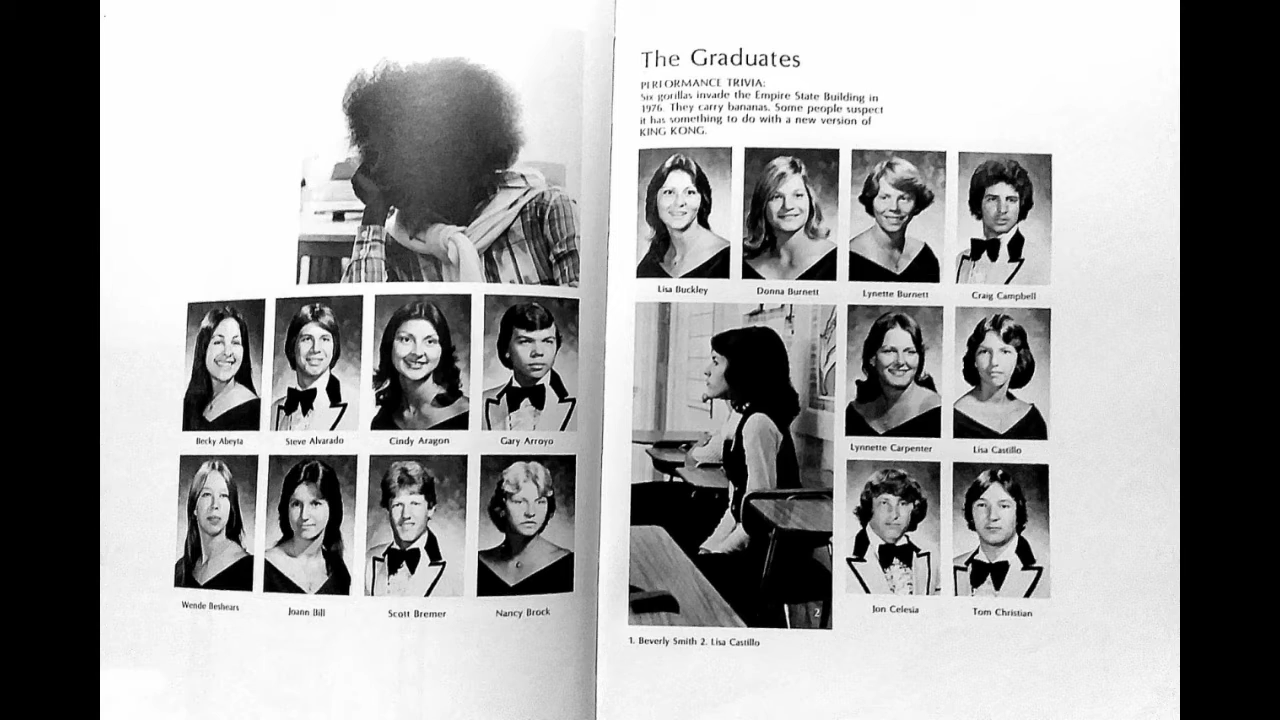 Becky Abeyta
Steve Alvarado
Cindy Aragon
Gary Arroyo
Wende Beshears
Joann Bill
Scott Bremer
Nancy Brock
The Graduates
PERFORMANCE TRIVIA:
Six gorillas invade the Empire State Building in
1976. They carry bananas. Some people suspect
it has something to do with a new version of
KING KONG.
Lisa Buckley
Donna Burnett
Lynette Burnett
Craig Campbell
Lynnette Carpenter
Lisa Castillo
2
Jon Celesia
Tom Christian
1. Beverly Smith 2. Lisa Castillo